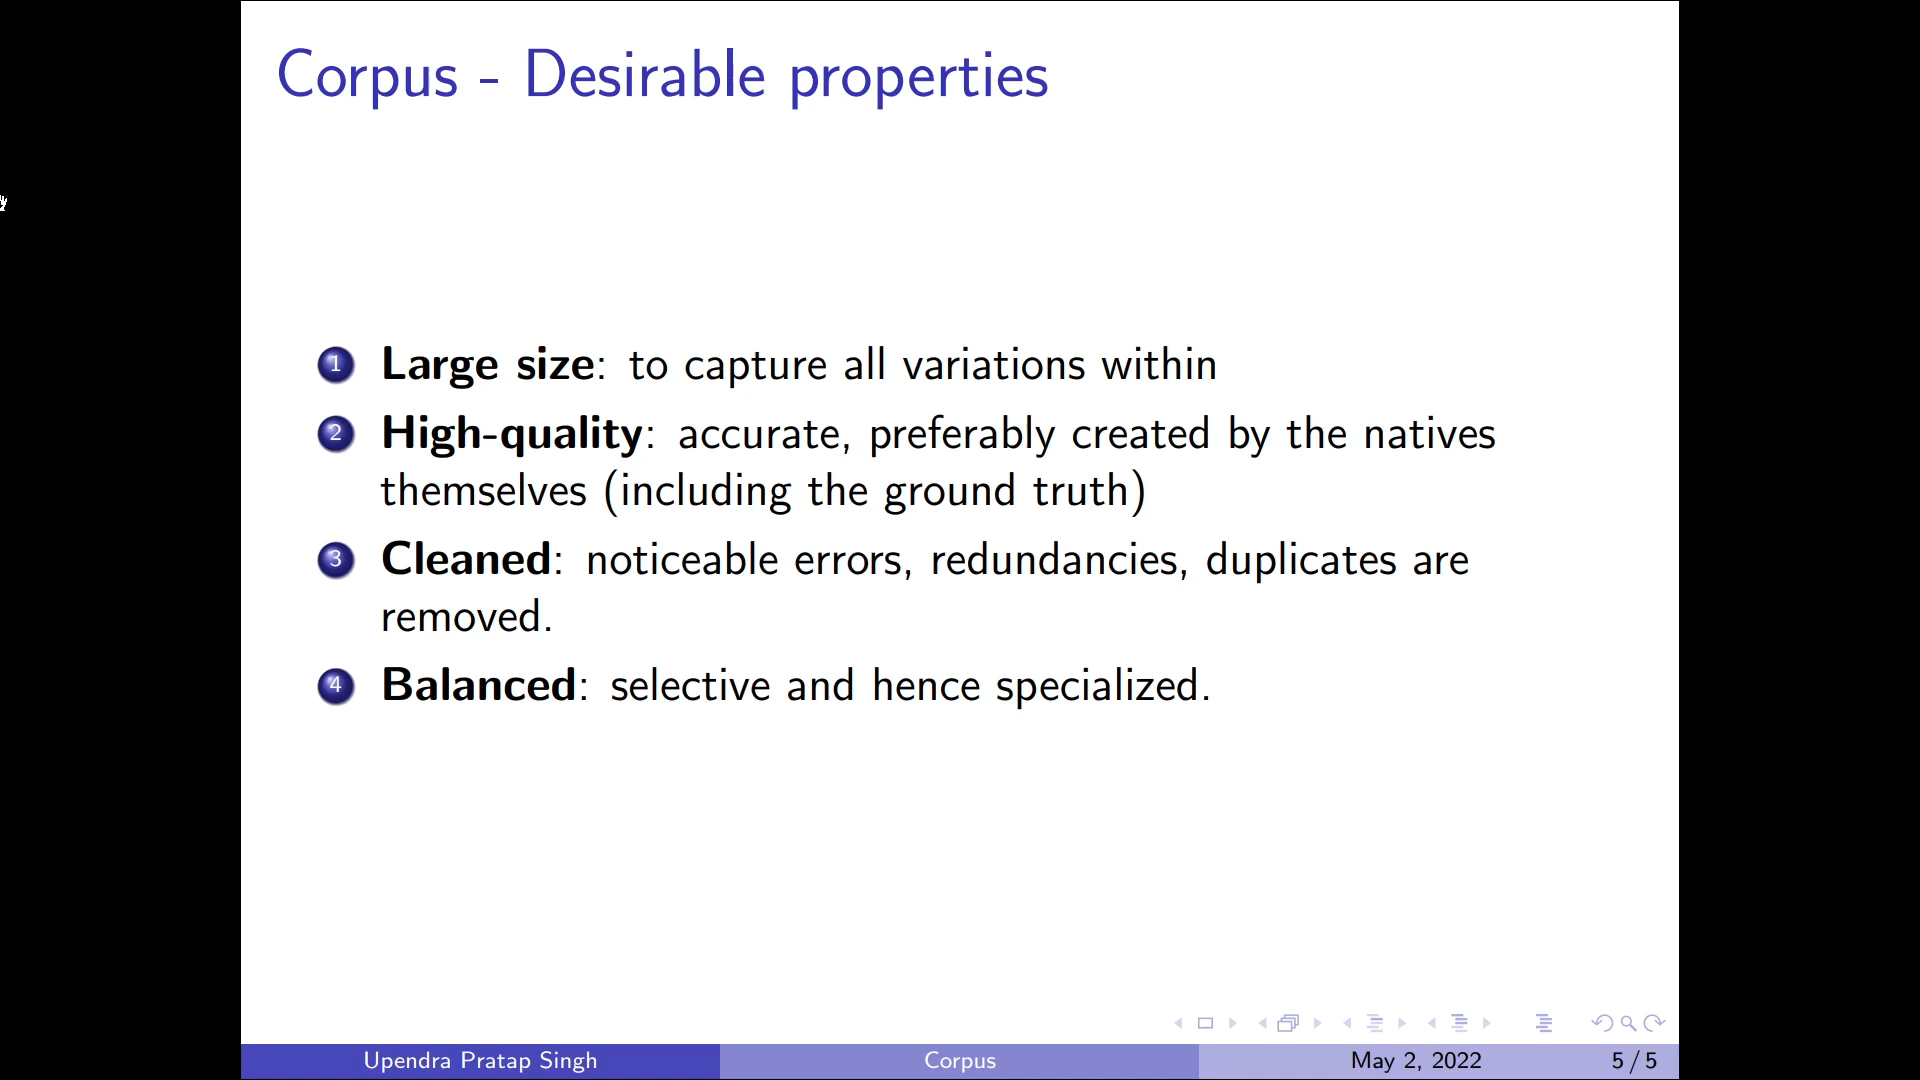 Corpus - Desirable properties
1 Large size: to capture all variations within
2 High-quality: accurate, preferably created by the natives
themselves (including the ground truth)
3 Cleaned: noticeable errors, redundancies, duplicates are
removed.
4 Balanced: selective and hence specialized.
Upendra Pratap Singh Corpus May 2, 2022 5 / 5